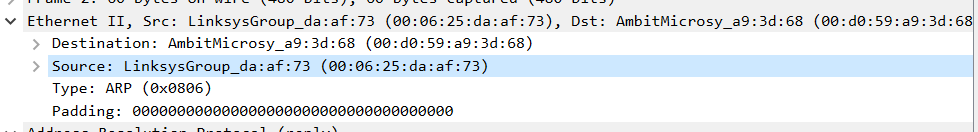 Frame 2: 60 bytes on wire (480 bits), 60 bytes captured (480 bits)
Ethernet II, Src: LinksysGroup_da:af:73 (00:06:25:da:af:73), Dst: AmbitMicrosy_a9:3d:68 (00:d0:59:a9:3d:68
Destination: AmbitMicrosy_a9:3d:68 (00:d0:59:a9:3d:68)
Source: LinksysGroup_da:af:73 (00:06:25:da:af:73)
Type: ARP (0x0806)
Padding: 000000000000000000000000000000000000
Address Resolution Protocol (reply)